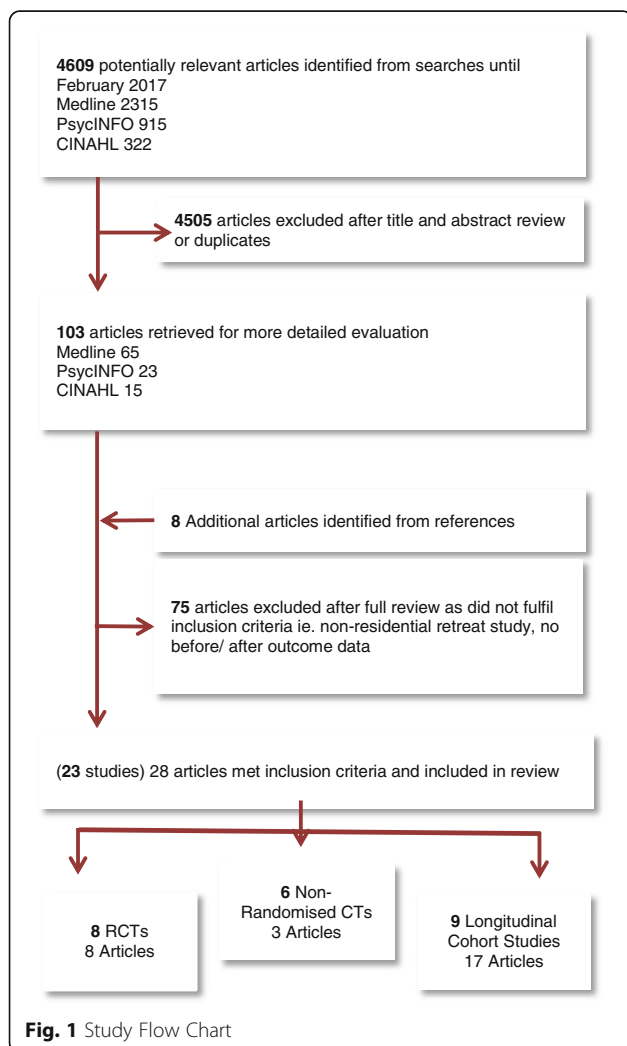 4609 potentially relevant articles identified from searches until
February 2017
Medline 2315
PsycINFO 915
CINAHL 322
4505 articles excluded after title and abstract review
or duplicates
103 articles retrieved for more detailed evaluation
Medline 65
PsycINFO 23
CINAHL 15
8 Additional articles identified from references
75 articles excluded after full review as did not fulfil
inclusion criteria ie. non-residential retreat study, no
before/ after outcome data
(23 studies) 28 articles met inclusion criteria and included in review
8 RCTs
8 Articles
6 Non-
Randomised CTs
3 Articles
9 Longitudinal
Cohort Studies
17 Articles
Fig. 1 Study Flow Chart